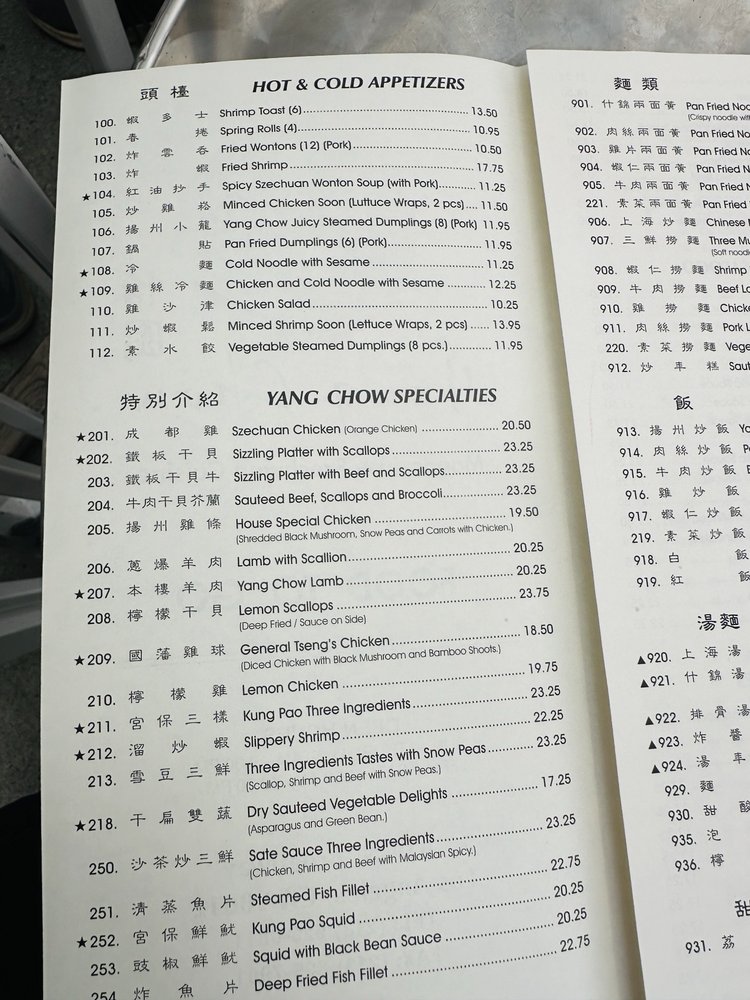 頭檯 HOT & COLD APPETIZERS
100. 蝦多士 Shrimp Toast (6) 13.50
101. 春捲 Spring Rolls (4) 10.95
102. 炸雲吞 Fried Wontons (12) (Pork) 10.50
103. 炸蝦 Fried Shrimp 17.75
★104. 紅油抄手 Spicy Szechuan Wonton Soup (with Pork) 11.25
105. 炒雞崧 Minced Chicken Soon (Luttuce Wraps, 2 pcs) 11.50
106. 揚州小籠 Yang Chow Juicy Steamed Dumplings (8) (Pork) 11.95
107. 鍋貼 Pan Fried Dumplings (6) (Pork) 11.95
★108. 冷麵 Cold Noodle with Sesame 11.25
★109. 雞絲冷麵 Chicken and Cold Noodle with Sesame 12.25
110. 雞沙津 Chicken Salad 10.25
111. 炒蝦鬆 Minced Shrimp Soon (Lettuce Wraps, 2 pcs) 13.95
112. 素水餃 Vegetable Steamed Dumplings (8 pcs.) 11.95
特別介紹 YANG CHOW SPECIALTIES
★201. 成都雞 Szechuan Chicken (Orange Chicken) 20.50
★202. 鐵板干貝 Sizzling Platter with Scallops 23.25
203. 鐵板干貝牛 Sizzling Platter with Beef and Scallops 23.25
204. 牛肉干貝芥蘭 Sauteed Beef, Scallops and Broccoli 23.25
205. 揚州雞條 House Special Chicken 19.50
(Shredded Black Mushroom, Snow Peas and Carrots with Chicken.)
206. 蔥爆羊肉 Lamb with Scallion 20.25
★207. 本樓羊肉 Yang Chow Lamb 20.25
208. 檸檬干貝 Lemon Scallops 23.75
(Deep Fried / Sauce on Side)
★209. 國藩雞球 General Tseng's Chicken 18.50
(Diced Chicken with Black Mushroom and Bamboo Shoots.)
210. 檸檬雞 Lemon Chicken 19.75
★211. 宮保三樣 Kung Pao Three Ingredients 23.25
★212. 溜炒蝦 Slippery Shrimp 22.25
213. 雪豆三鮮 Three Ingredients Tastes with Snow Peas 23.25
(Scallop, Shrimp and Beef with Snow Peas.)
★218. 干扁雙蔬 Dry Sauteed Vegetable Delights 17.25
(Asparagus and Green Bean.)
250. 沙茶炒三鮮 Sate Sauce Three Ingredients 23.25
(Chicken, Shrimp and Beef with Malaysian Spicy.)
251. 清蒸魚片 Steamed Fish Fillet 22.75
★252. 宮保鮮魷 Kung Pao Squid 20.25
253. 豉椒鮮魷 Squid with Black Bean Sauce 20.25
254 炸魚片 Deep Fried Fish Fillet 22.75
麵類
901. 什錦兩面黃 Pan Fried Noo
(Crispy noodle with
902. 肉絲兩面黃 Pan Fried Noo
903. 雞片兩面黃 Pan Fried No
904. 蝦仁兩面黃 Pan Fried No
905. 牛肉兩面黃 Pan Fried N
221. 素菜兩面黃 Pan Fried
906. 上海炒麵 Chinese
907. 三鮮撈麵 Three Mu
(Soft noodl
908. 蝦仁撈麵 Shrimp
909. 牛肉撈麵 Beef Lo
910. 雞撈麵 Chicke
911. 肉絲撈麵 Pork L
220. 素菜撈麵 Vege
912. 炒年糕 Saut
飯
913. 揚州炒飯 Ya
914. 肉絲炒飯 P
915. 牛肉炒飯
916. 雞炒飯
917. 蝦仁炒飯
219. 素菜炒飯
918. 白飯
919. 紅飯
湯麵
▲920. 上海湯
▲921. 什錦湯
▲922. 排骨湯
▲923. 炸醬
▲924. 湯年
929. 麵
930. 甜酸
935. 泡
936. 檸
甜
931. 荔